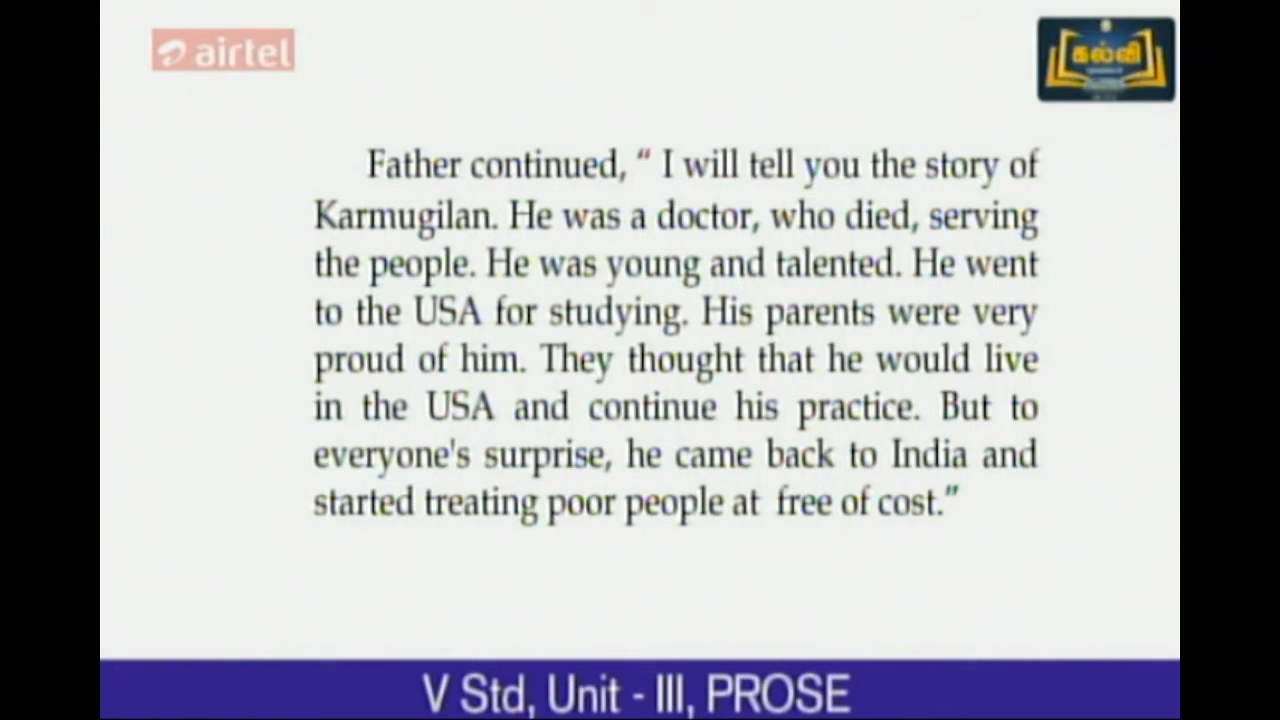 airtel
கல்வி
Father continued, “ I will tell you the story of
Karmugilan. He was a doctor, who died, serving
the people. He was young and talented. He went
to the USA for studying. His parents were very
proud of him. They thought that he would live
in the USA and continue his practice. But to
everyone's surprise, he came back to India and
started treating poor people at free of cost.”
V Std, Unit - III, PROSE